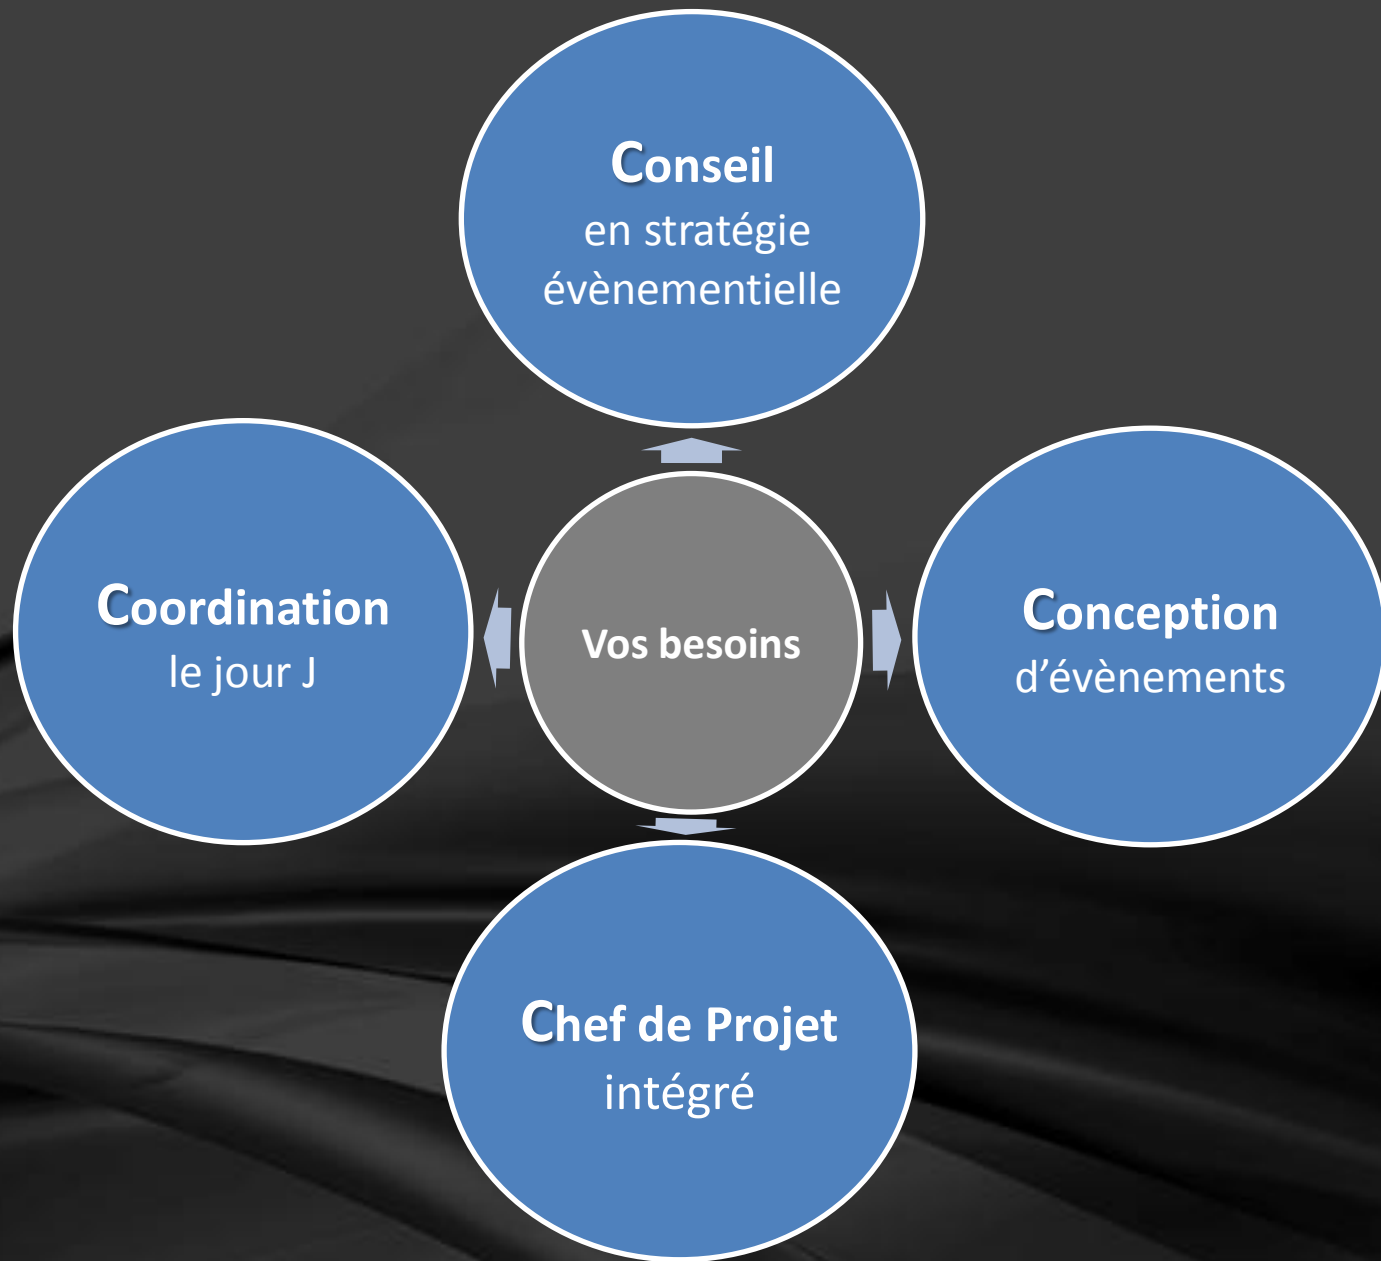 Conseil
en stratégie
évènementielle
Coordination
le jour J
Vos besoins
Conception
d’évènements
Chef de Projet
intégré